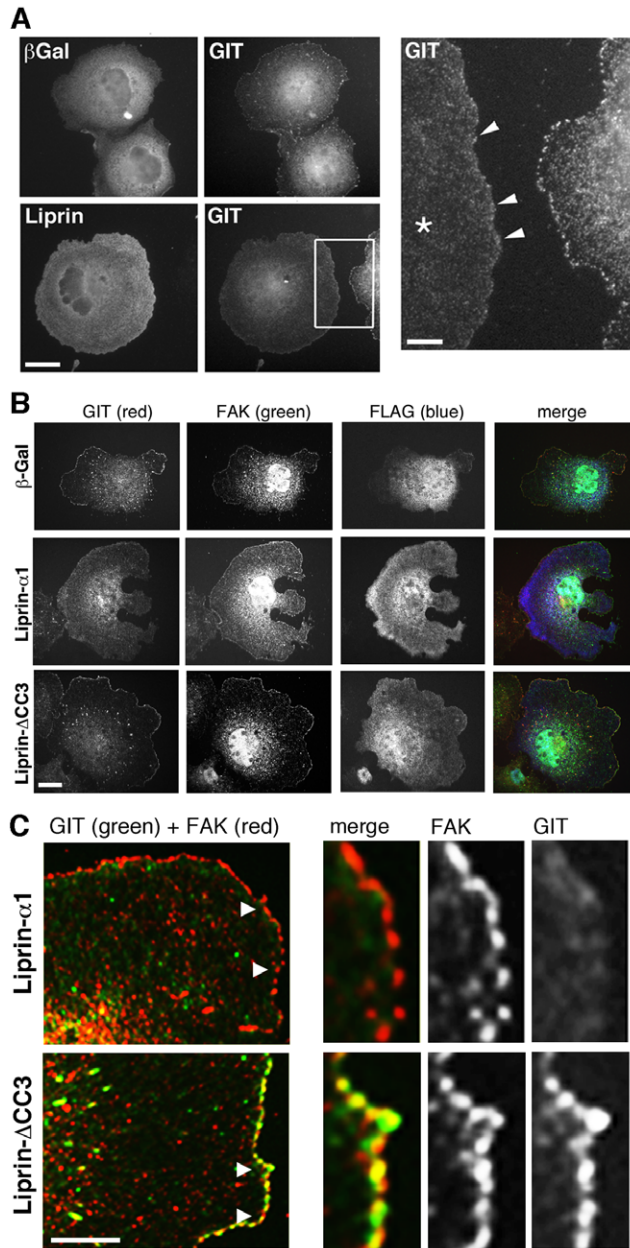 A
βGal
GIT
GIT
Liprin
GIT
*
B
GIT (red)
FAK (green)
FLAG (blue)
merge
β-Gal
Liprin-α1
Liprin-ΔCC3
C
GIT (green) + FAK (red)
merge
FAK
GIT
Liprin-α1
Liprin-ΔCC3